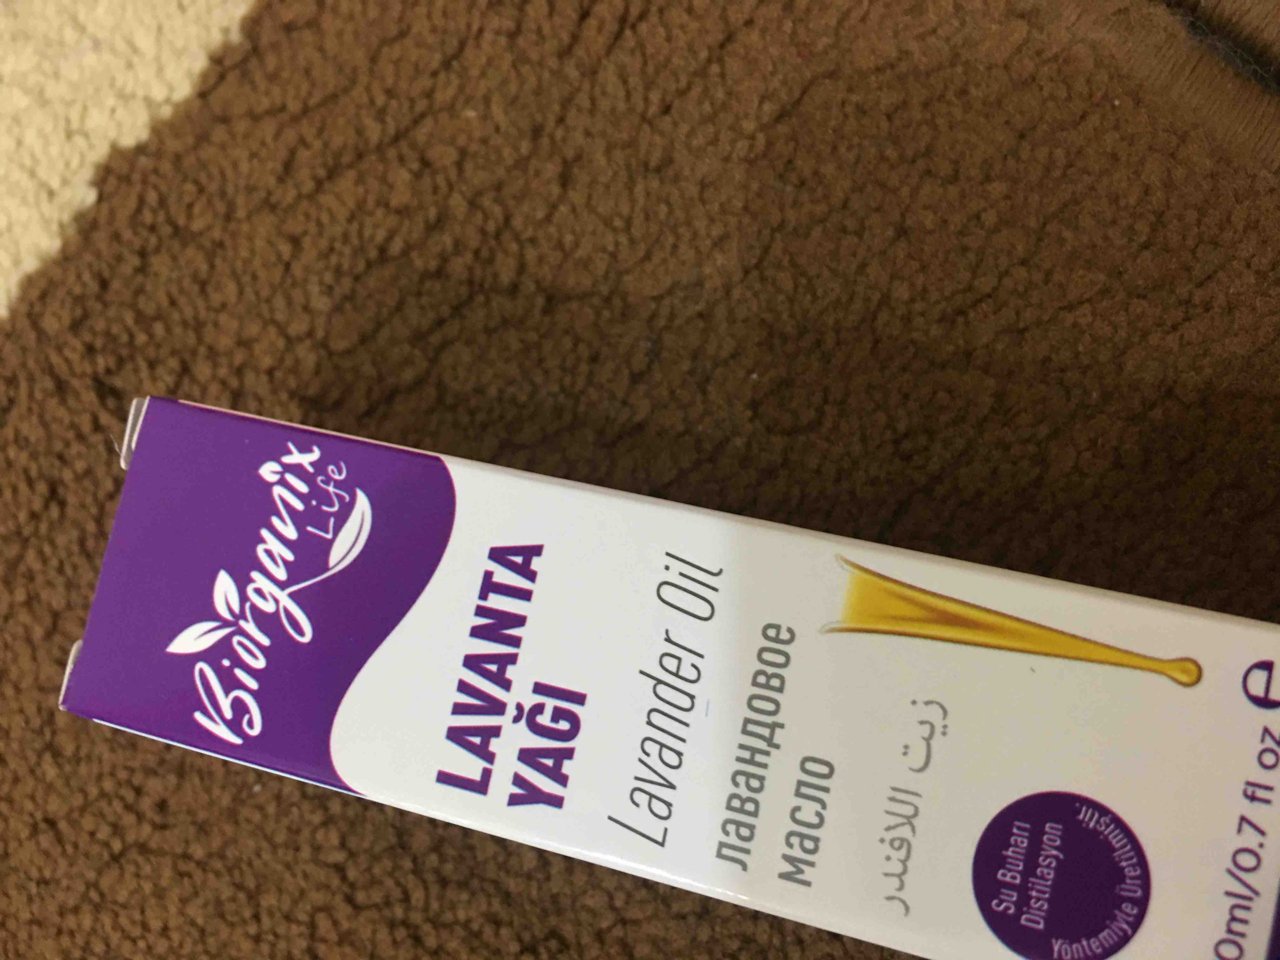 Biorganix
Life
LAVANTA
YAĞI
Lavander Oil
лавандовое
масло
زيت اللافندر
Su Buharı
Distilasyon
Yöntemiyle Üretilmiştir.
0ml/0.7 fl oz ℮